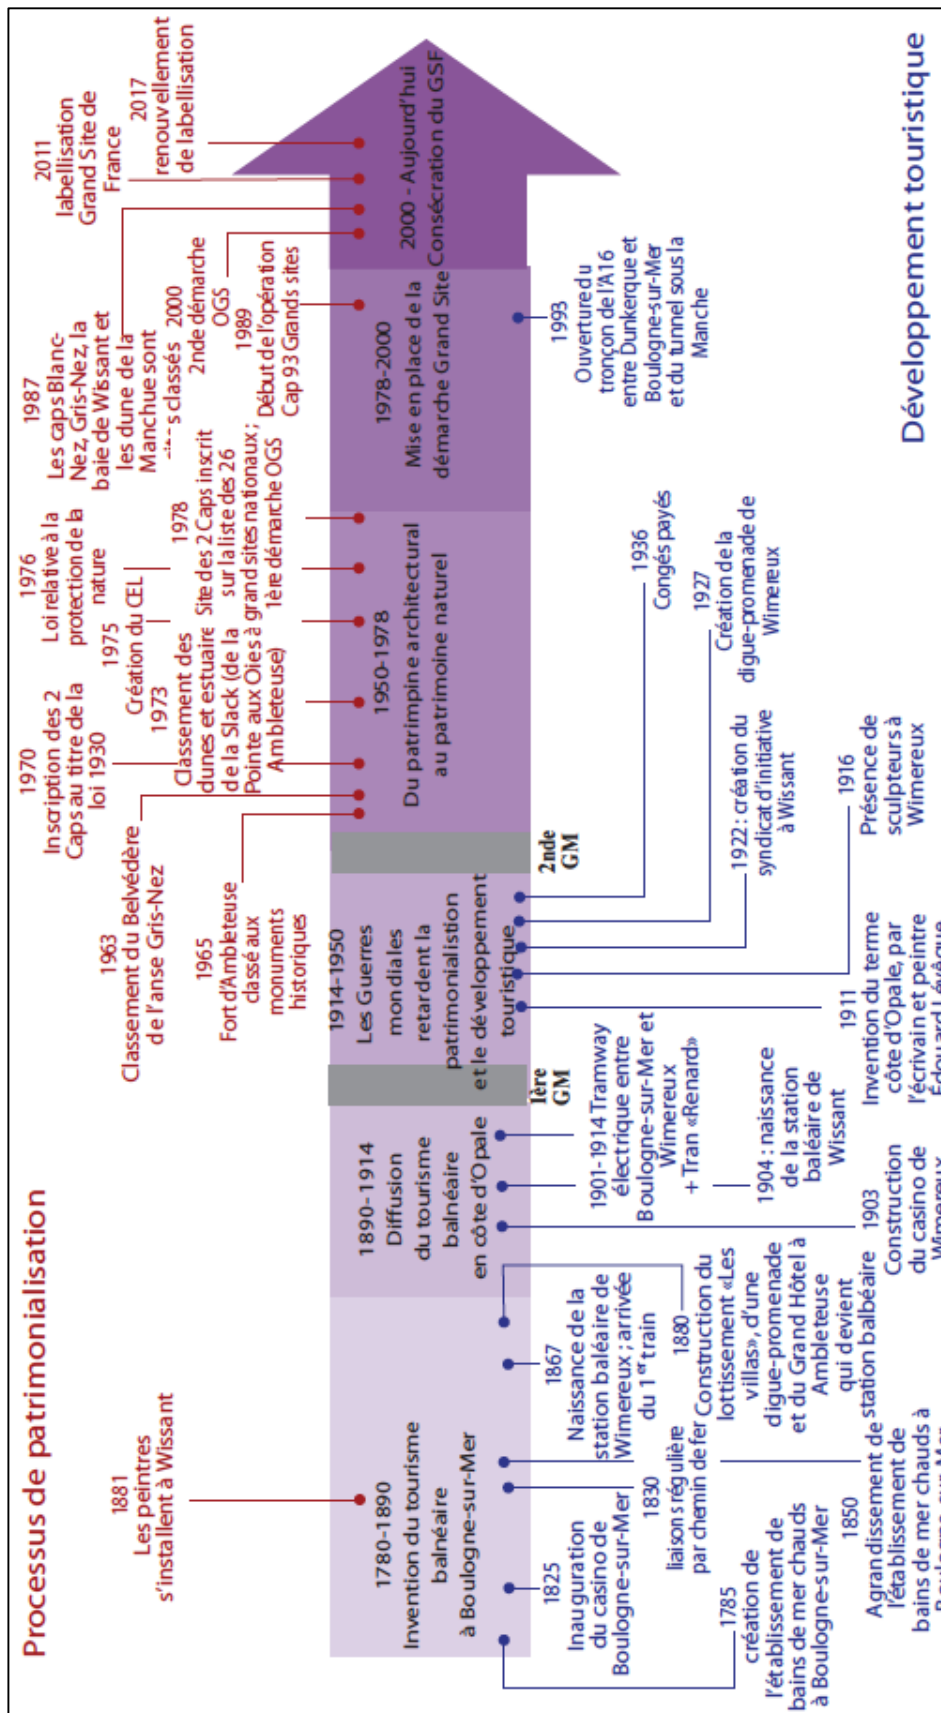 Processus de patrimonialisation
1881
Les peintres
s'installent à Wissant
1963
Classement du Belvédère
de l'anse Gris-Nez
1965
Fort d'Ambleteuse
classé aux
monuments
historiques
1970
Inscription des 2
Caps au titre de la
loi 1930
1973
Classement des
dunes et estuaire
de la Slack (de la
Pointe aux Oies à
Ambleteuse)
1975
Création du CEL
1976
Loi relative à la
protection de la
nature
1978
Site des 2 Caps inscrit
sur la liste des 26
grand sites nationaux ;
1ère démarche OGS
1987
Les caps Blanc-
Nez, Gris-Nez, la
baie de Wissant et
les dune de la
Manchue sont
classés
2000
2nde démarche
OGS
1989
Début de l'opération
Cap 93 Grands sites
2011
labellisation
Grand Site de
France
2017
renouvellement
de labellisation
1780-1890
Invention du tourisme
balnéaire
à Boulogne-sur-Mer
1890-1914
Diffusion
du tourisme
balnéaire
en côte d'Opale
1ère
GM
1914-1950
Les Guerres
mondiales
retardent la
patrimonialistion
et le développement
touristique
2nde
GM
1950-1978
Du patrimpine architectural
au patrimoine naturel
1978-2000
Mise en place de la
démarche Grand Site
2000 - Aujourd'hui
Consécration du GSF
1785
création de
l'établissement de
bains de mer chauds
à Boulogne-sur-Mer
1825
Inauguration
du casino de
Boulogne-sur-Mer
1830
liaisons régulière
par chemin de fer
1850
Agrandissement de
l'établissement de
bains de mer chauds à
Boulogne-sur-Mer
1867
Naissance de la
station baléaire de
Wimereux ; arrivée
du 1er train
1880
Construction du
lottissement «Les
villas», d'une
digue-promenade
et du Grand Hôtel à
Ambleteuse
qui devient
station balbéaire
1903
Construction
du casino de
Wimereux
1901-1914 Tramway
électrique entre
Boulogne-sur-Mer et
Wimereux
+ Tran «Renard»
1904 : naissance
de la station
baléaire de
Wissant
1911
Invention du terme
côte d'Opale, par
l'écrivain et peintre
Édouard Lévêque
1916
Présence de
sculpteurs à
Wimereux
1922 : création du
syndicat d'initiative
à Wissant
1927
Création de la
digue-promenade de
Wimereux
1936
Congés payés
1993
Ouverture du
tronçon de l'A16
entre Dunkerque et
Boulogne-sur-Mer
et du tunnel sous la
Manche
Développement touristique